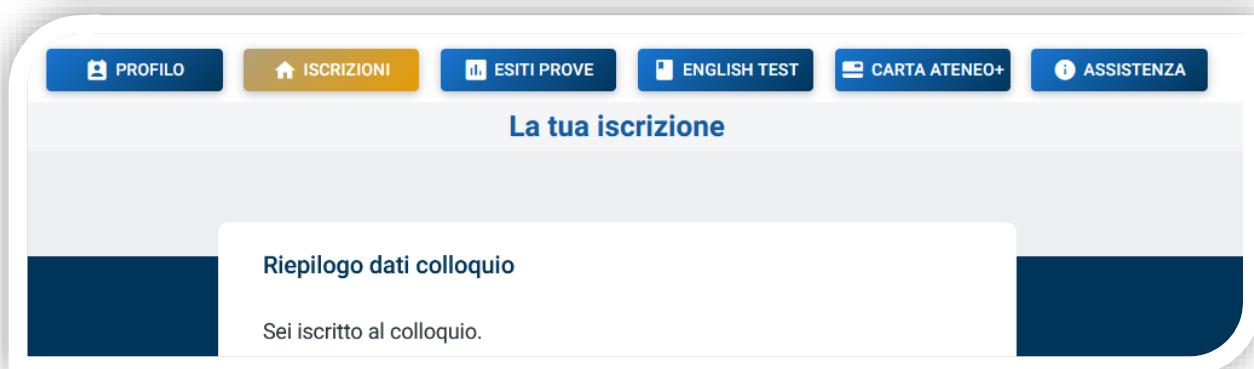 PROFILO ISCRIZIONI ESITI PROVE ENGLISH TEST CARTA ATENEO+ ASSISTENZA
La tua iscrizione
Riepilogo dati colloquio
Sei iscritto al colloquio.